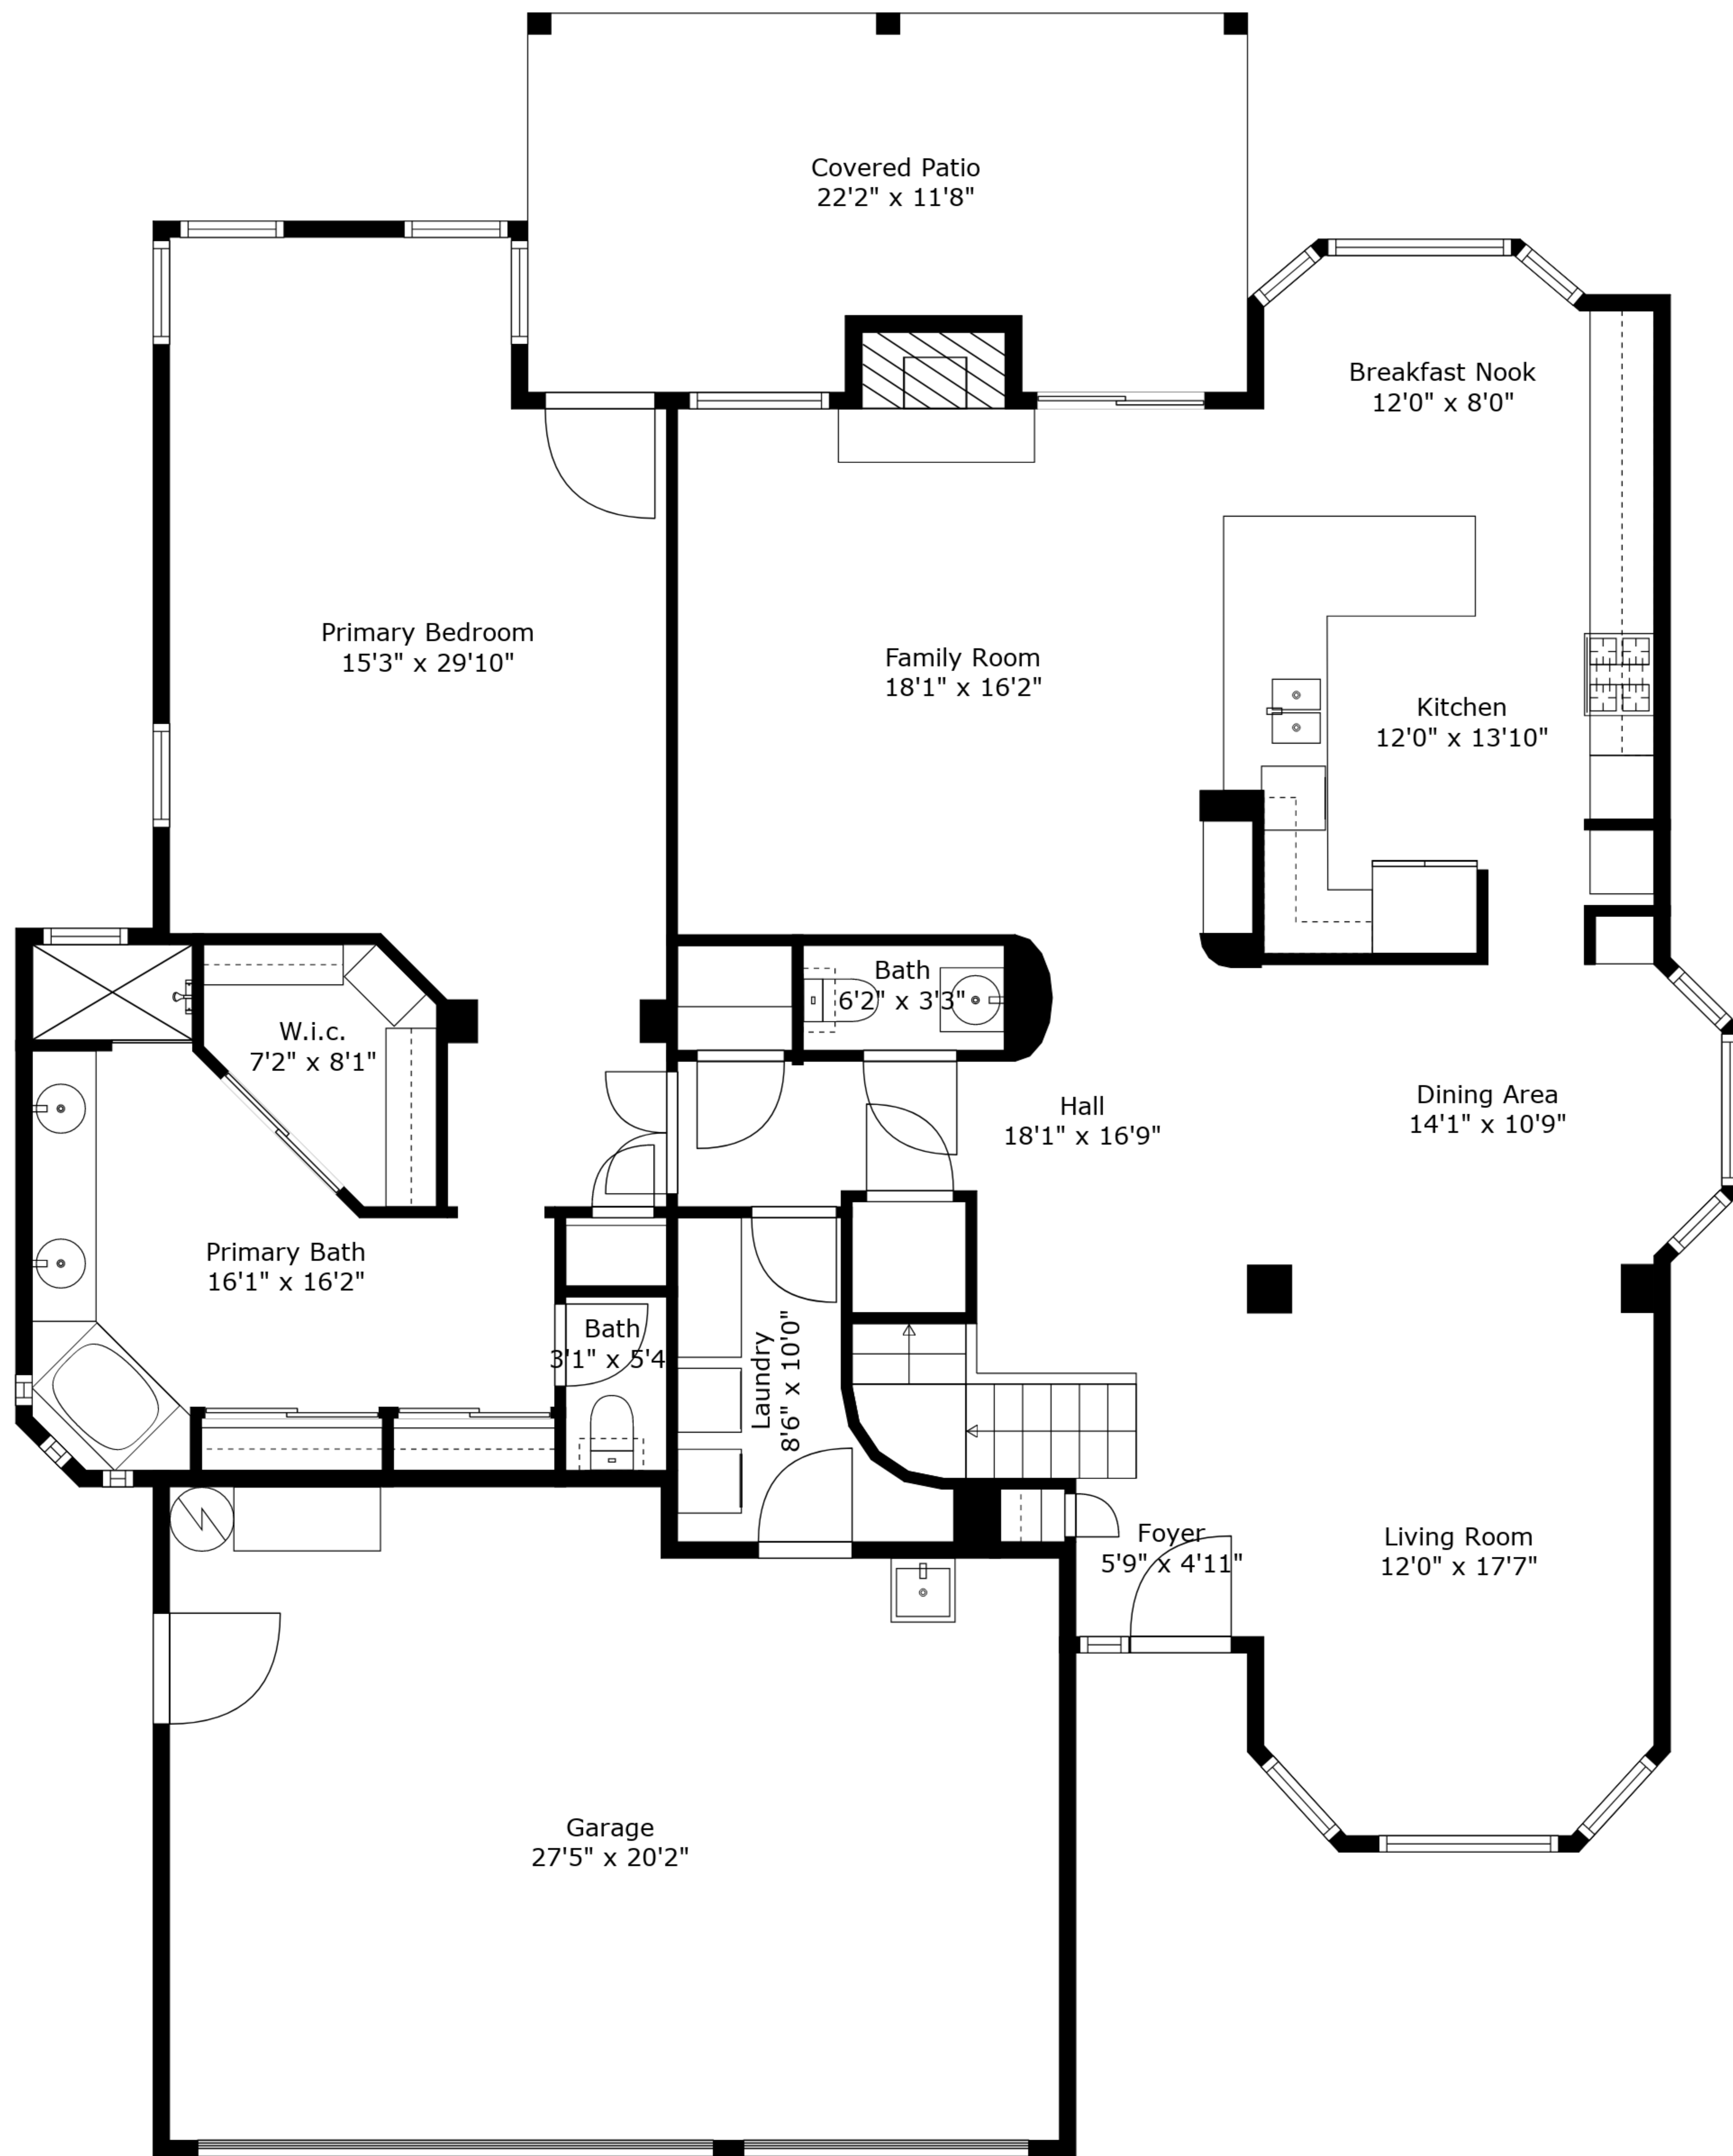 Covered Patio
22'2" x 11'8"
Breakfast Nook
12'0" x 8'0"
Primary Bedroom
15'3" x 29'10"
Family Room
18'1" x 16'2"
Kitchen
12'0" x 13'10"
Bath
6'2" x 3'3"
W.i.c.
7'2" x 8'1"
Hall
18'1" x 16'9"
Dining Area
14'1" x 10'9"
Primary Bath
16'1" x 16'2"
Bath
3'1" x 5'4
Laundry
8'6" x 10'0"
Foyer
5'9" x 4'11"
Living Room
12'0" x 17'7"
Garage
27'5" x 20'2"